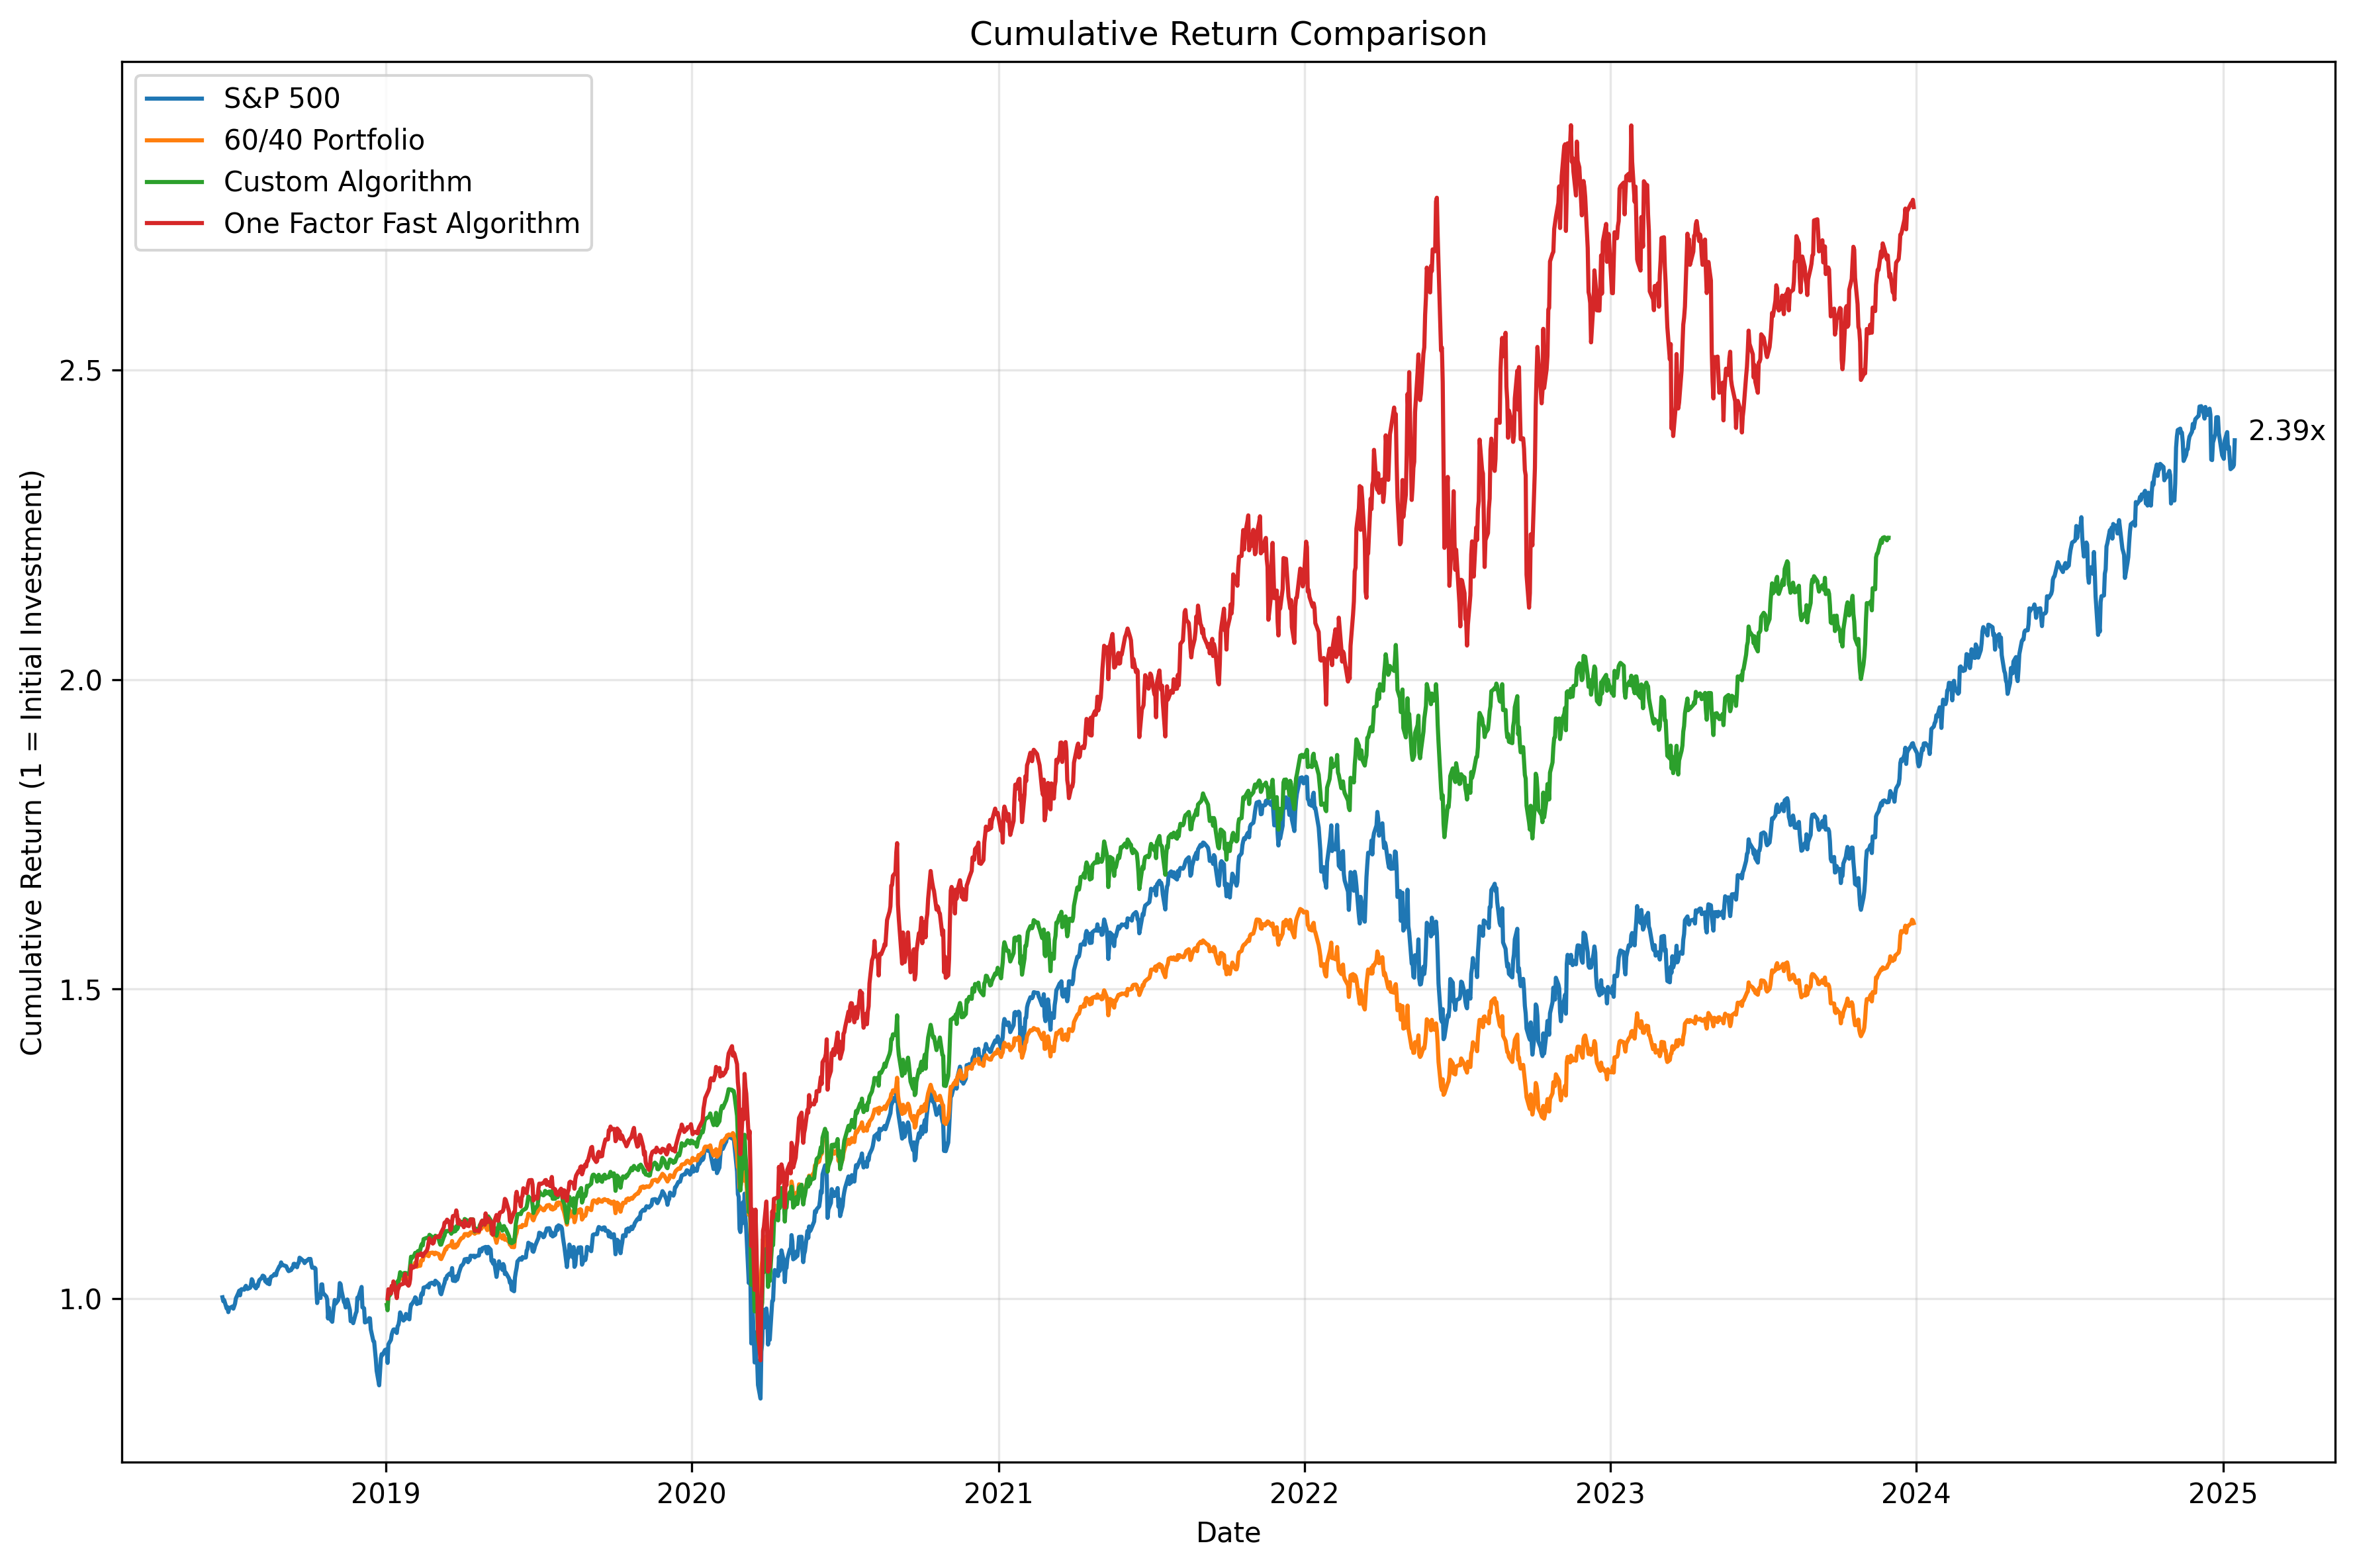 Cumulative Return Comparison
S&P 500
60/40 Portfolio
Custom Algorithm
One Factor Fast Algorithm
Cumulative Return (1 = Initial Investment)
2.5
2.0
1.5
1.0
2.39x
2019 2020 2021 2022 2023 2024 2025
Date